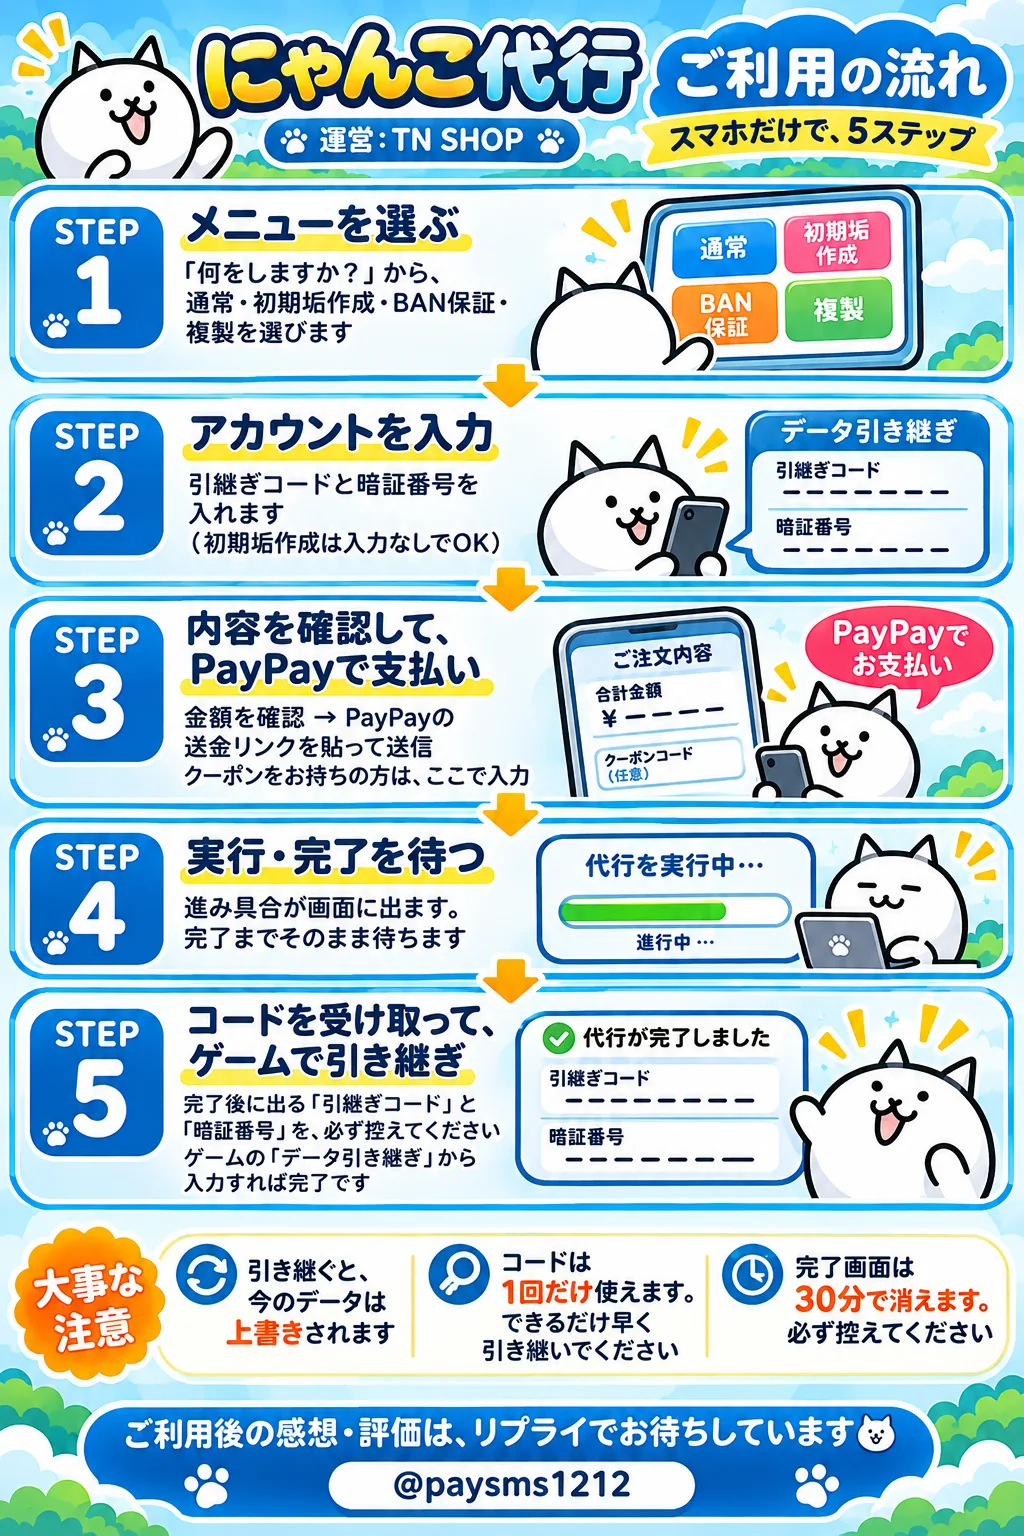 にゃんこ代行
運営：TN SHOP
ご利用の流れ
スマホだけで、5ステップ
STEP
1
メニューを選ぶ
「何をしますか？」から、
通常・初期垢作成・BAN保証・
複製を選びます
通常
初期垢
作成
BAN
保証
複製
STEP
2
アカウントを入力
引継ぎコードと暗証番号を
入れます
（初期垢作成は入力なしでOK）
データ引き継ぎ
引継ぎコード
暗証番号
STEP
3
内容を確認して、
PayPayで支払い
金額を確認 → PayPayの
送金リンクを貼って送信
クーポンをお持ちの方は、ここで入力
ご注文内容
合計金額
¥ ----
クーポンコード
（任意）
PayPayで
お支払い
STEP
4
実行・完了を待つ
進み具合が画面に出ます。
完了までそのまま待ちます
代行を実行中…
進行中 …
STEP
5
コードを受け取って、
ゲームで引き継ぎ
完了後に出る「引継ぎコード」と
「暗証番号」を、必ず控えてください
ゲームの「データ引き継ぎ」から
入力すれば完了です
代行が完了しました
引継ぎコード
暗証番号
大事な
注意
引き継ぐと、
今のデータは
上書きされます
コードは
1回だけ使えます。
できるだけ早く
引き継いでください
完了画面は
30分で消えます。
必ず控えてください
ご利用後の感想・評価は、リプライでお待ちしています
@paysms1212